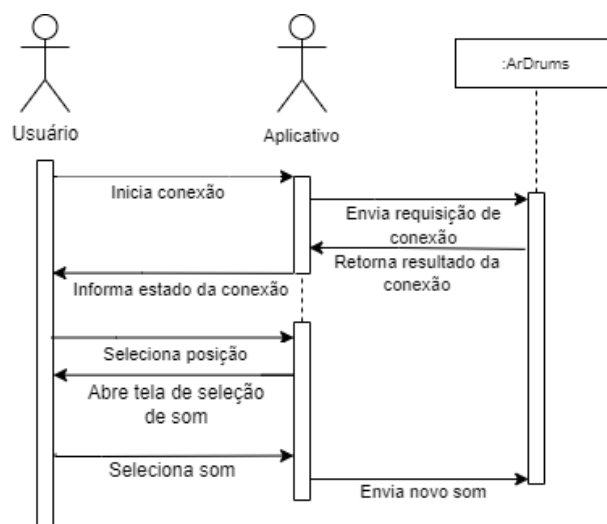 :ArDrums
Usuário
Aplicativo
Inicia conexão
Envia requisição de
conexão
Retorna resultado da
conexão
Informa estado da conexão
Seleciona posição
Abre tela de seleção
de som
Seleciona som
Envia novo som